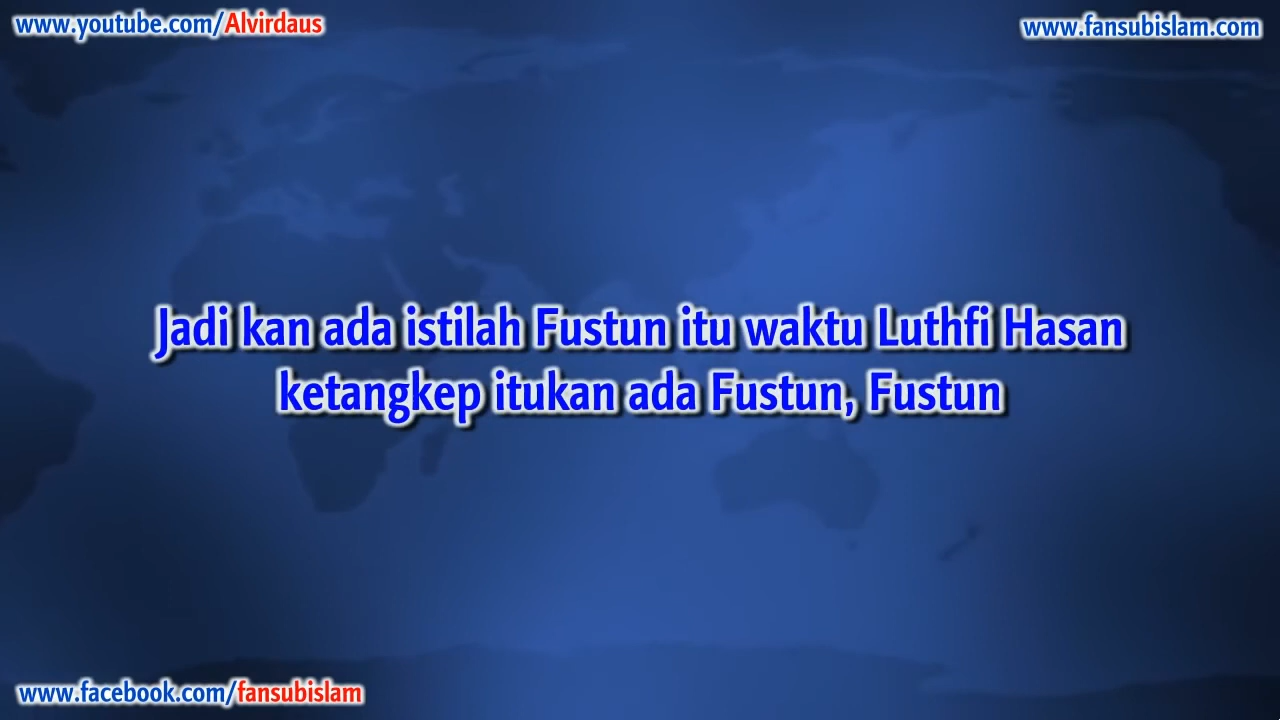 www.youtube.com/Alvirdaus
www.fansubislam.com
Jadi kan ada istilah Fustun itu waktu Luthfi Hasan
ketangkep itukan ada Fustun, Fustun
www.facebook.com/fansubislam